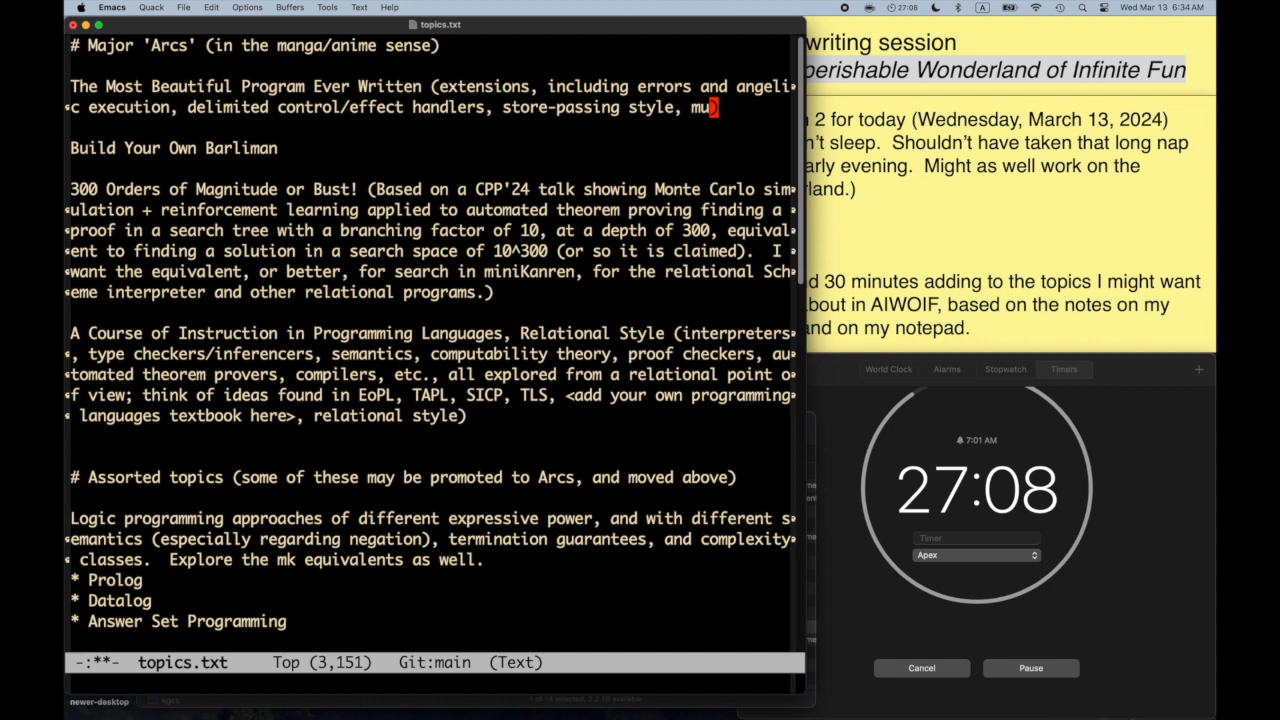 Emacs Quack File Edit Options Buffers Tools Text Help 27:08 A Wed Mar 13 6:34 AM
topics.txt
# Major 'Arcs' (in the manga/anime sense)
The Most Beautiful Program Ever Written (extensions, including errors and angeli
c execution, delimited control/effect handlers, store-passing style, mu)
Build Your Own Barliman
300 Orders of Magnitude or Bust! (Based on a CPP'24 talk showing Monte Carlo sim
ulation + reinforcement learning applied to automated theorem proving finding a
proof in a search tree with a branching factor of 10, at a depth of 300, equival
ent to finding a solution in a search space of 10^300 (or so it is claimed).  I
want the equivalent, or better, for search in miniKanren, for the relational Sch
eme interpreter and other relational programs.)
A Course of Instruction in Programming Languages, Relational Style (interpreters
, type checkers/inferencers, semantics, computability theory, proof checkers, au
tomated theorem provers, compilers, etc., all explored from a relational point o
f view; think of ideas found in EoPL, TAPL, SICP, TLS, <add your own programming
languages textbook here>, relational style)
# Assorted topics (some of these may be promoted to Arcs, and moved above)
Logic programming approaches of different expressive power, and with different s
emantics (especially regarding negation), termination guarantees, and complexity
classes.  Explore the mk equivalents as well.
* Prolog
* Datalog
* Answer Set Programming
-:**-  topics.txt  Top (3,151)  Git:main  (Text)
newer-desktop
1 of 14 selected, 2.2 TB available
writing session
perishable Wonderland of Infinite Fun
2 for today (Wednesday, March 13, 2024)
n't sleep.  Shouldn't have taken that long nap
arly evening.  Might as well work on the
land.)
d 30 minutes adding to the topics I might want
bout in AIWOIF, based on the notes on my
and on my notepad.
World Clock Alarms Stopwatch Timers +
7:01 AM
27:08
Timer
Apex
Cancel Pause